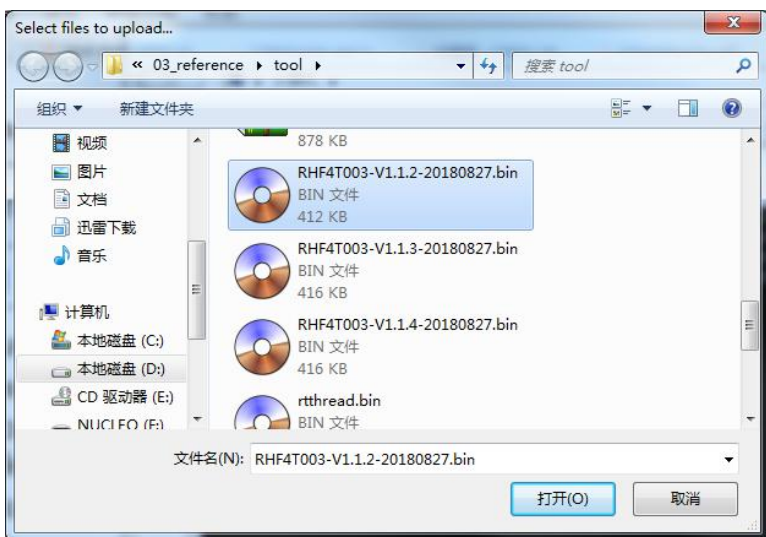 Select files to upload...
« 03_reference ▸ tool ▸
搜索 tool
组织 ▼ 新建文件夹
视频
图片
文档
迅雷下载
音乐
计算机
本地磁盘 (C:)
本地磁盘 (D:)
CD 驱动器 (E:)
NUCLEO (F:)
878 KB
RHF4T003-V1.1.2-20180827.bin
BIN 文件
412 KB
RHF4T003-V1.1.3-20180827.bin
BIN 文件
416 KB
RHF4T003-V1.1.4-20180827.bin
BIN 文件
416 KB
rtthread.bin
BIN 文件
文件名(N): RHF4T003-V1.1.2-20180827.bin
打开(O) 取消